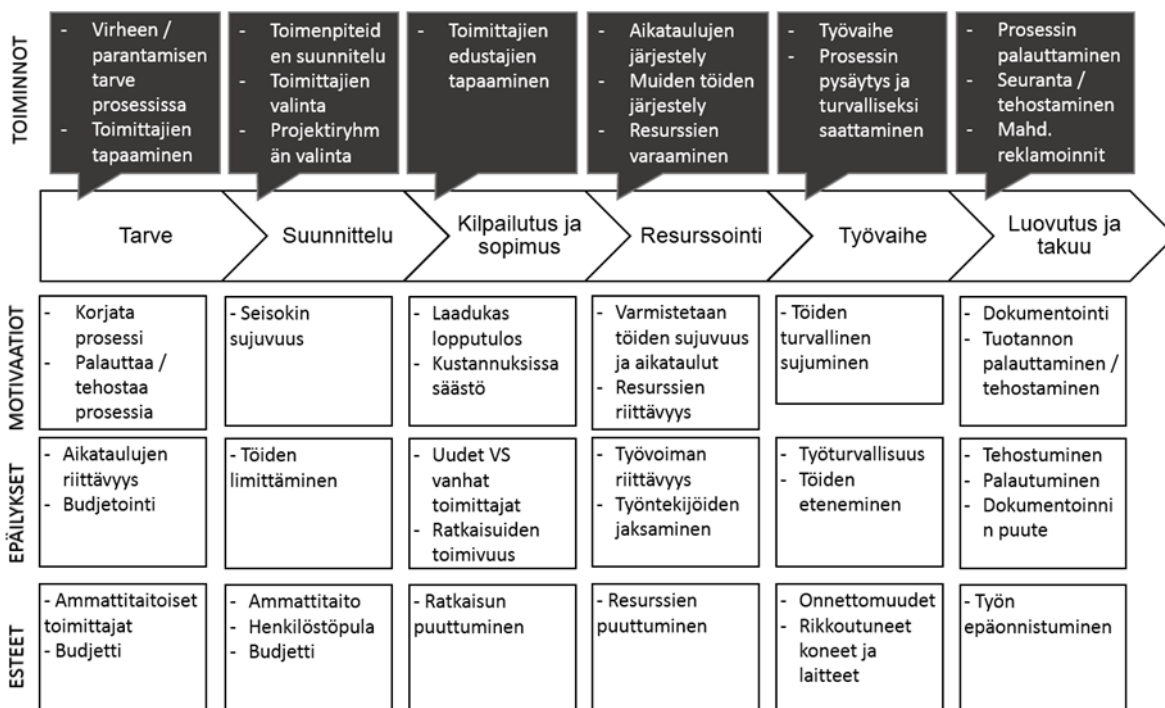 TOIMINNOT
- Virheen /
parantamisen
tarve
prosessissa
- Toimittajien
tapaaminen
- Toimenpiteid
en suunnitelu
- Toimittajien
valinta
- Projektiryhm
än valinta
- Toimittajien
edustajien
tapaaminen
- Aikataulujen
järjestely
- Muiden töiden
järjestely
- Resurssien
varaaminen
- Työvaihe
- Prosessin
pysäytys ja
turvalliseksi
saattaminen
- Prosessin
palauttaminen
- Seuranta /
tehostaminen
- Mahd.
reklamoinnit
Tarve
Suunnittelu
Kilpailutus ja
sopimus
Resurssointi
Työvaihe
Luovutus ja
takuu
MOTIVAATIOT
- Korjata
prosessi
- Palauttaa /
tehostaa
prosessia
- Seisokin
sujuvuus
- Laadukas
lopputulos
- Kustannuksissa
säästö
- Varmistetaan
töiden sujuvuus
ja aikataulut
- Resurssien
riittävyys
- Töiden
turvallinen
sujuminen
- Dokumentointi
- Tuotannon
palauttaminen /
tehostaminen
EPÄILYKSET
- Aikataulujen
riittävyys
- Budjetointi
- Töiden
limittäminen
- Uudet VS
vanhat
toimittajat
- Ratkaisuiden
toimivuus
- Työvoiman
riittävyys
- Työntekijöiden
jaksaminen
- Työturvallisuus
- Töiden
eteneminen
- Tehostuminen
- Palautuminen
- Dokumentoinni
n puute
ESTEET
- Ammattitaitoiset
toimittajat
- Budjetti
- Ammattitaito
- Henkilöstöpula
- Budjetti
- Ratkaisun
puuttuminen
- Resurssien
puuttuminen
- Onnettomuudet
- Rikkoutuneet
koneet ja
laitteet
- Työn
epäonnistuminen